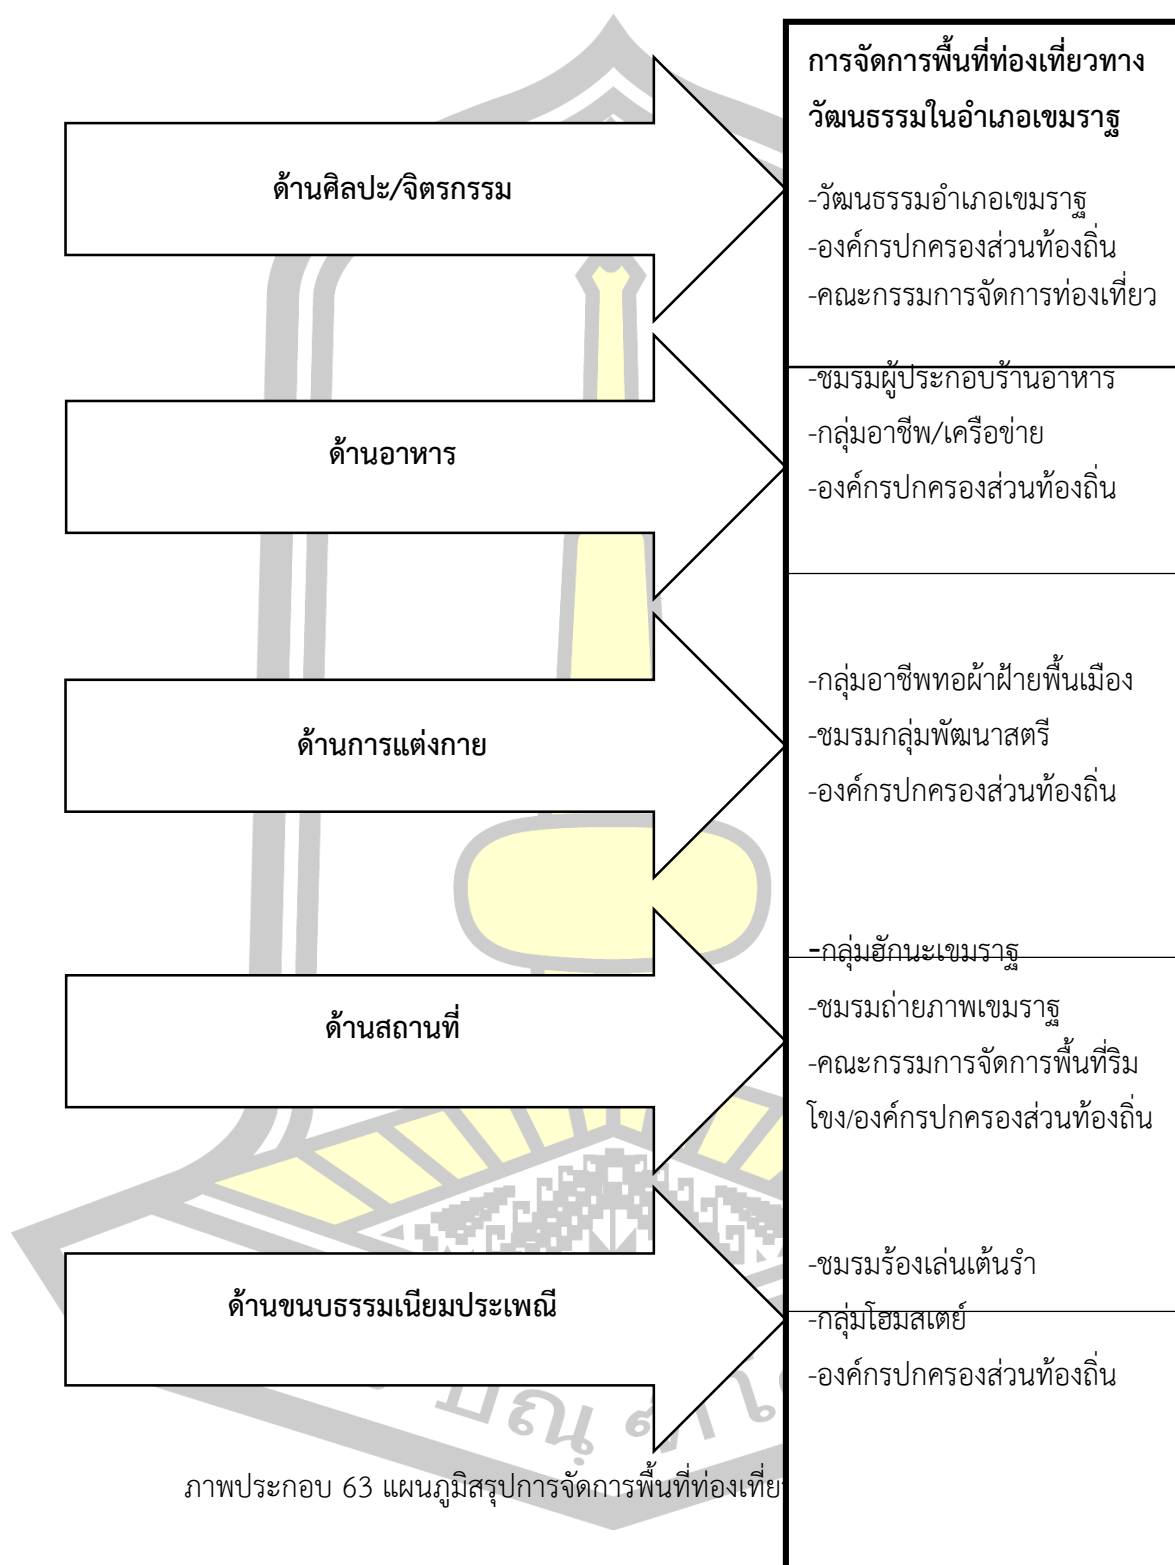 การจัดการพื้นที่ท่องเที่ยวทาง
วัฒนธรรมในอำเภอเขมราฐ
ด้านศิลปะ/จิตรกรรม
-วัฒนธรรมอำเภอเขมราฐ
-องค์กรปกครองส่วนท้องถิ่น
-คณะกรรมการจัดการท่องเที่ยว
ด้านอาหาร
-ชมรมผู้ประกอบร้านอาหาร
-กลุ่มอาชีพ/เครือข่าย
-องค์กรปกครองส่วนท้องถิ่น
ด้านการแต่งกาย
-กลุ่มอาชีพทอผ้าฝ้ายพื้นเมือง
-ชมรมกลุ่มพัฒนาสตรี
-องค์กรปกครองส่วนท้องถิ่น
ด้านสถานที่
-กลุ่มฮักนะเขมราฐ
-ชมรมถ่ายภาพเขมราฐ
-คณะกรรมการจัดการพื้นที่ริม
โขง/องค์กรปกครองส่วนท้องถิ่น
ด้านขนบธรรมเนียมประเพณี
-ชมรมร้องเล่นเต้นรำ
-กลุ่มโฮมสเตย์
-องค์กรปกครองส่วนท้องถิ่น
ภาพประกอบ 63 แผนภูมิสรุปการจัดการพื้นที่ท่องเที่ย